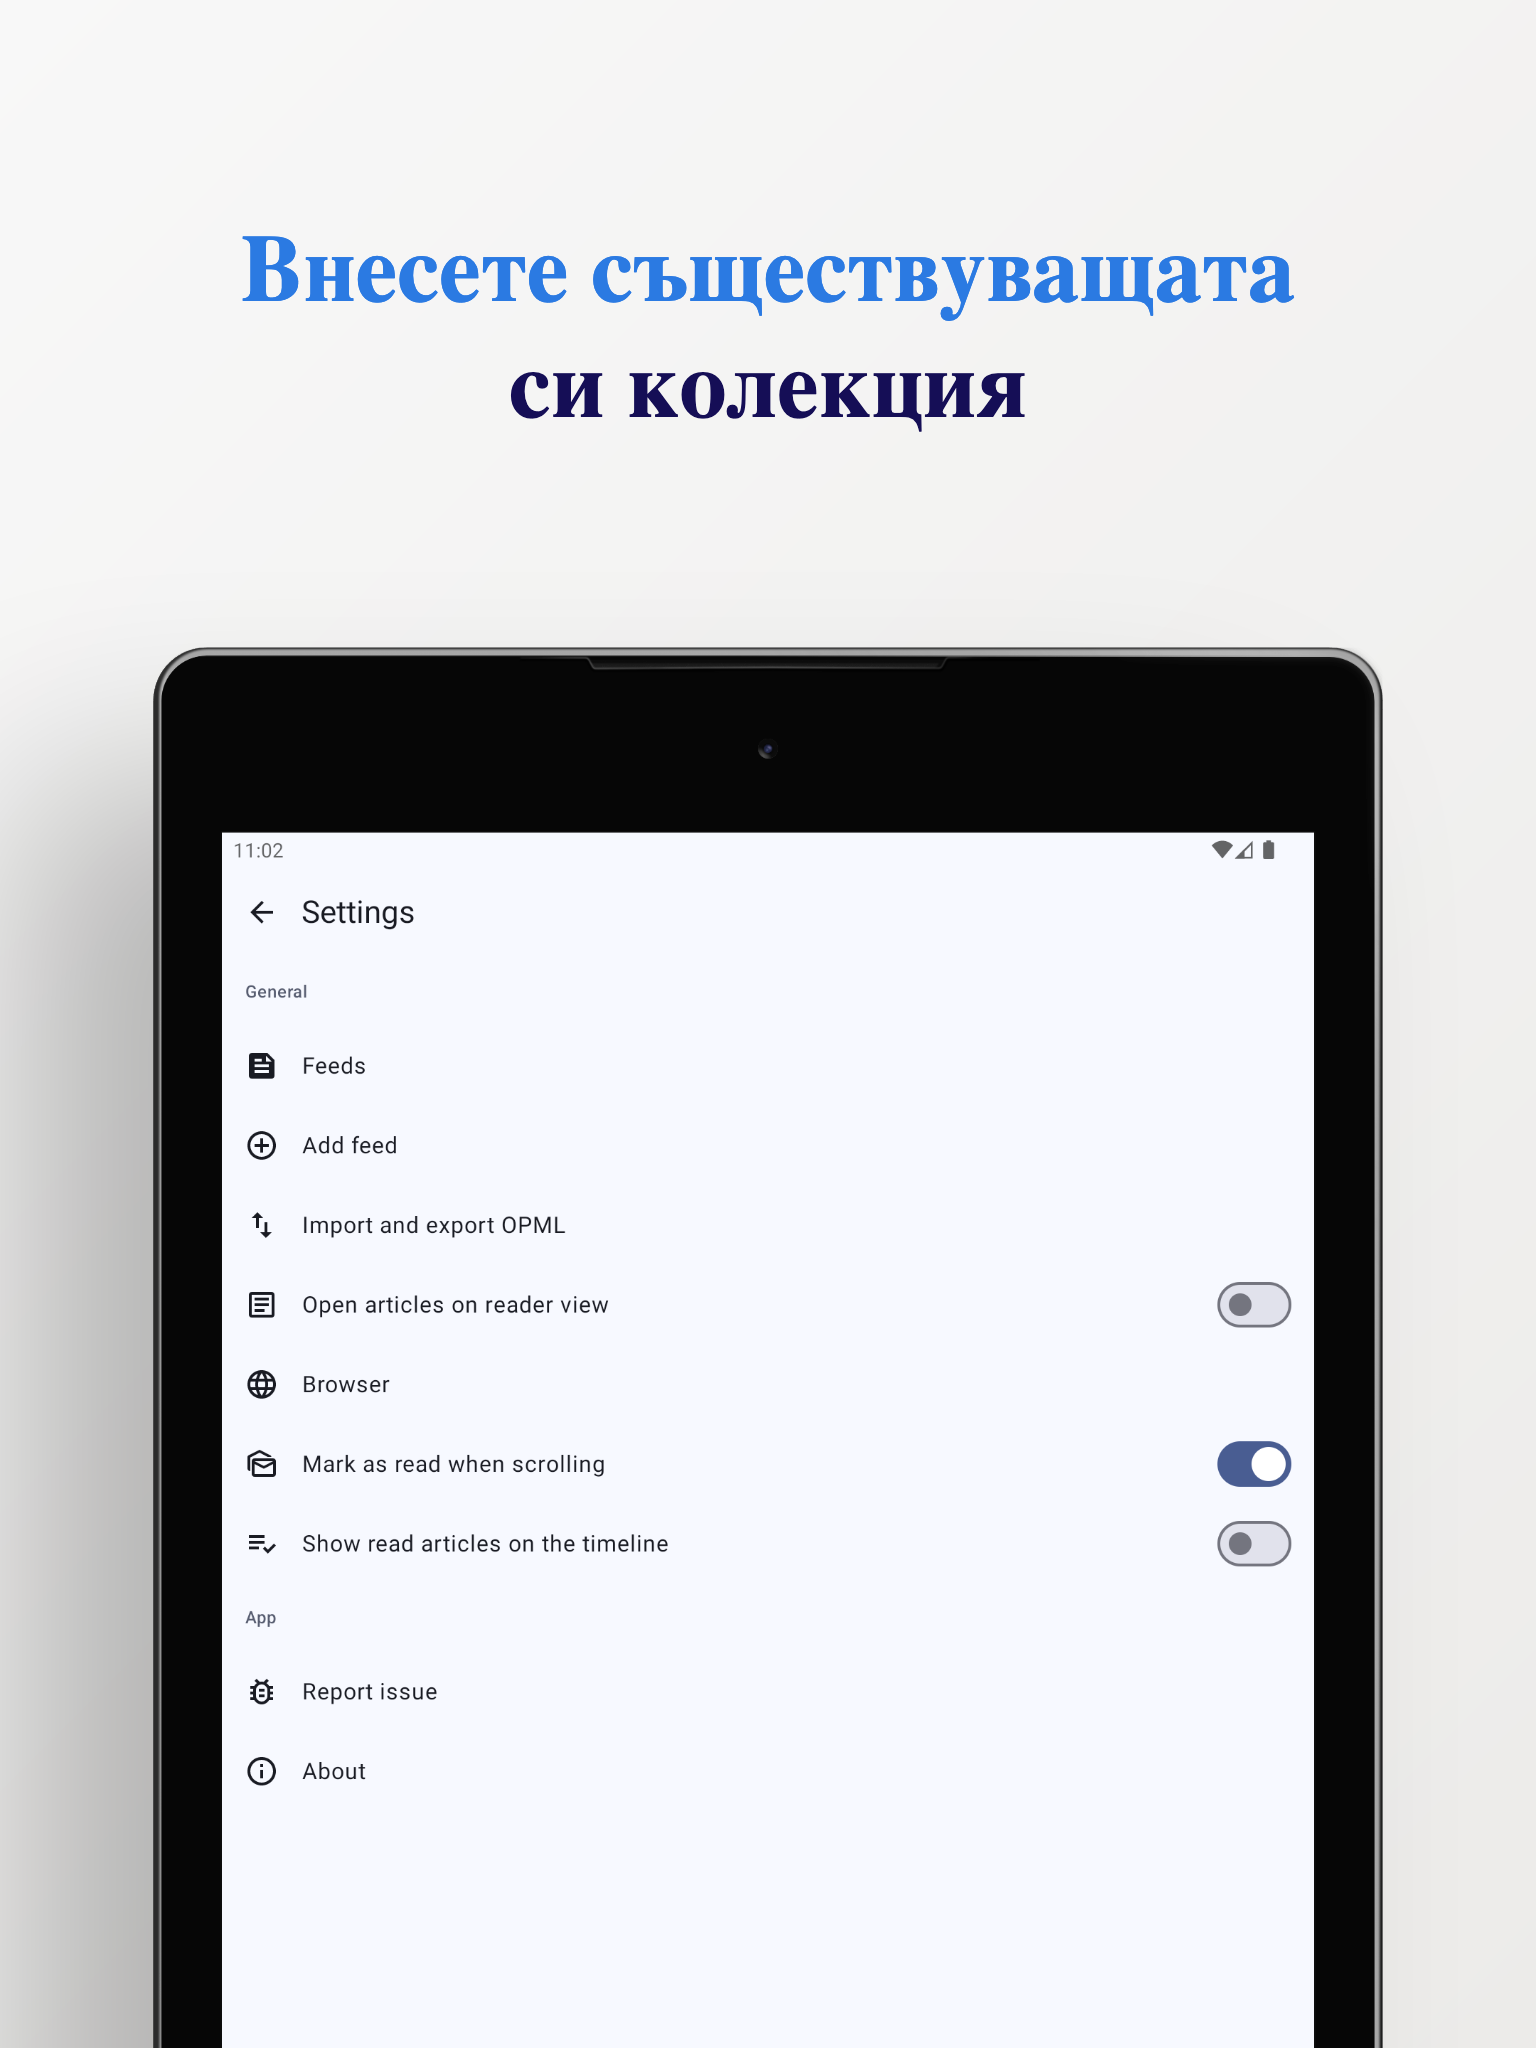 Внесете съществуващата
си колекция
11:02
Settings
General
Feeds
Add feed
Import and export OPML
Open articles on reader view
Browser
Mark as read when scrolling
Show read articles on the timeline
App
Report issue
About